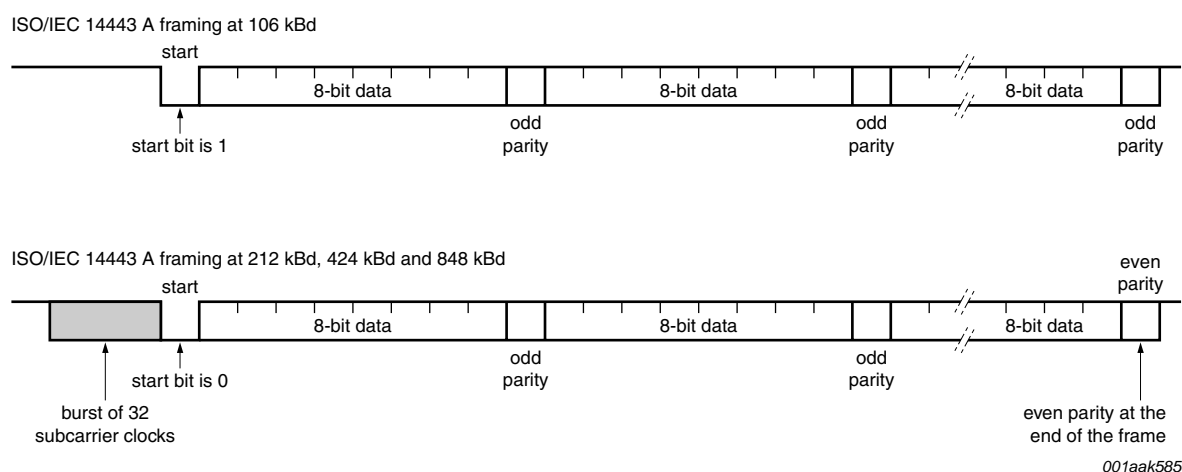 ISO/IEC 14443 A framing at 106 kBd
start
8-bit data
8-bit data
8-bit data
odd
parity
odd
parity
odd
parity
start bit is 1
ISO/IEC 14443 A framing at 212 kBd, 424 kBd and 848 kBd
even
parity
start
8-bit data
8-bit data
8-bit data
odd
parity
odd
parity
start bit is 0
burst of 32
subcarrier clocks
even parity at the
end of the frame
001aak585